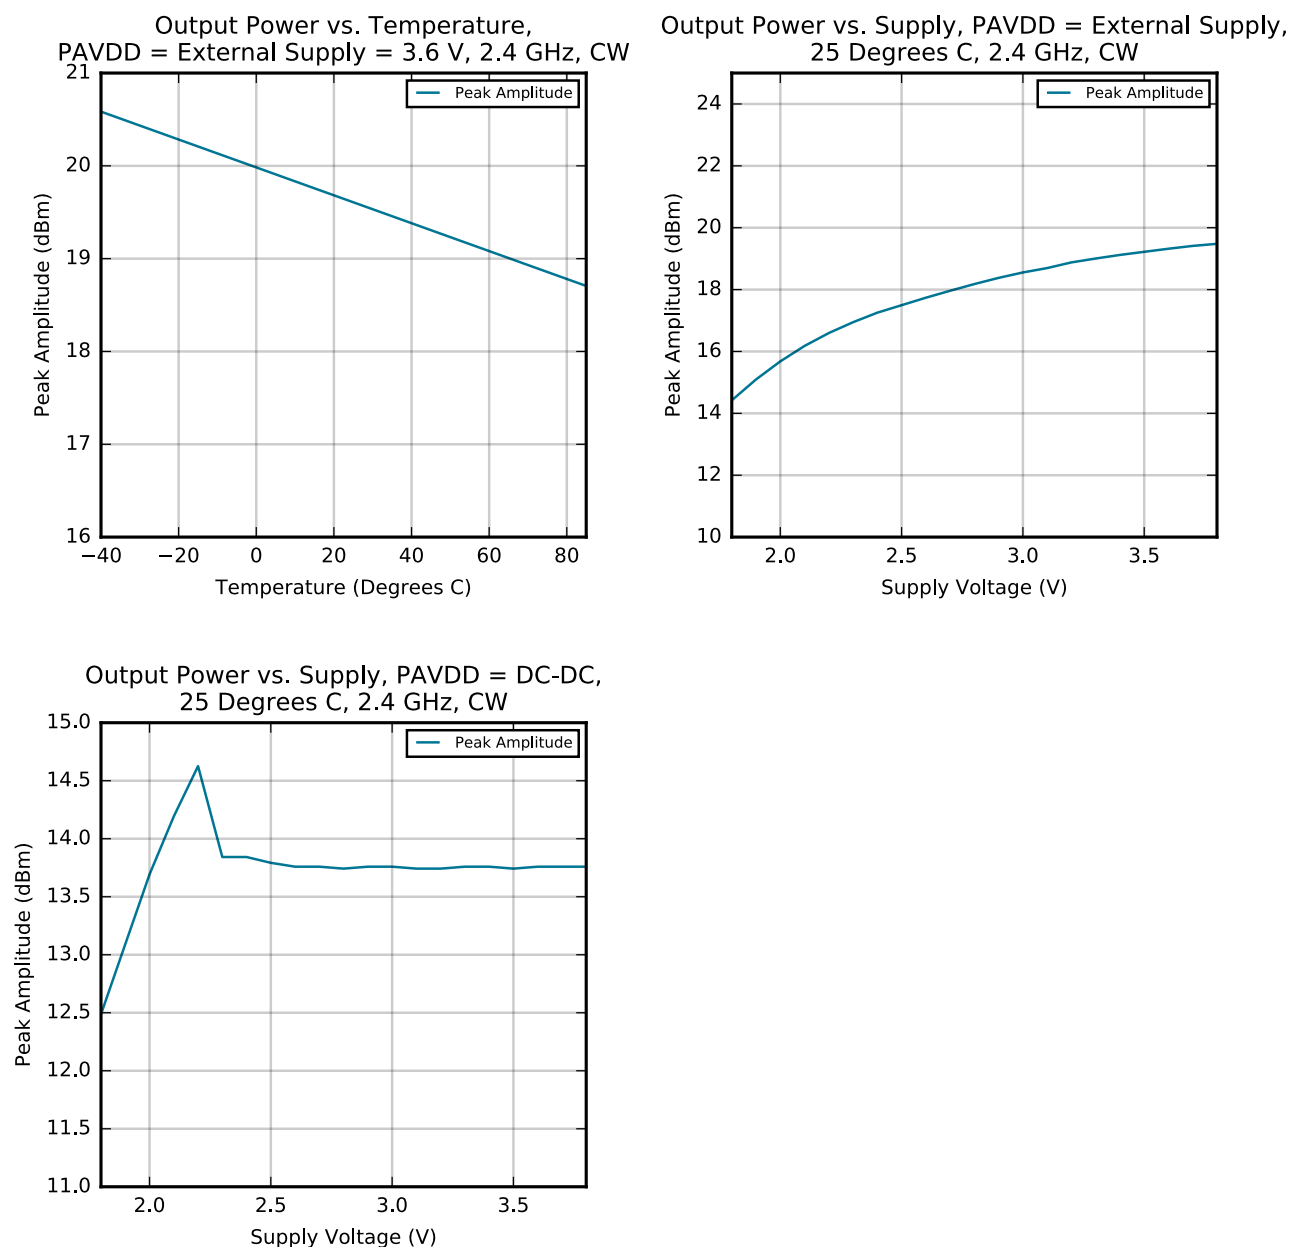 Output Power vs. Temperature,
PAVDD = External Supply = 3.6 V, 2.4 GHz, CW
21
20
19
18
17
16
Peak Amplitude (dBm)
Peak Amplitude
−40
−20
0
20
40
60
80
Temperature (Degrees C)
Output Power vs. Supply, PAVDD = External Supply,
25 Degrees C, 2.4 GHz, CW
24
22
20
18
16
14
12
10
Peak Amplitude (dBm)
Peak Amplitude
2.0
2.5
3.0
3.5
Supply Voltage (V)
Output Power vs. Supply, PAVDD = DC-DC,
25 Degrees C, 2.4 GHz, CW
15.0
14.5
14.0
13.5
13.0
12.5
12.0
11.5
11.0
Peak Amplitude (dBm)
Peak Amplitude
2.0
2.5
3.0
3.5
Supply Voltage (V)